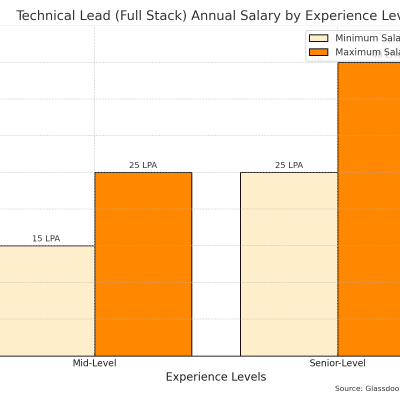 Technical Lead (Full Stack) Annual Salary by Experience Lev
Minimum Sala
Maximum Sala
25 LPA
25 LPA
15 LPA
Mid-Level
Senior-Level
Experience Levels
Source: Glassdoo